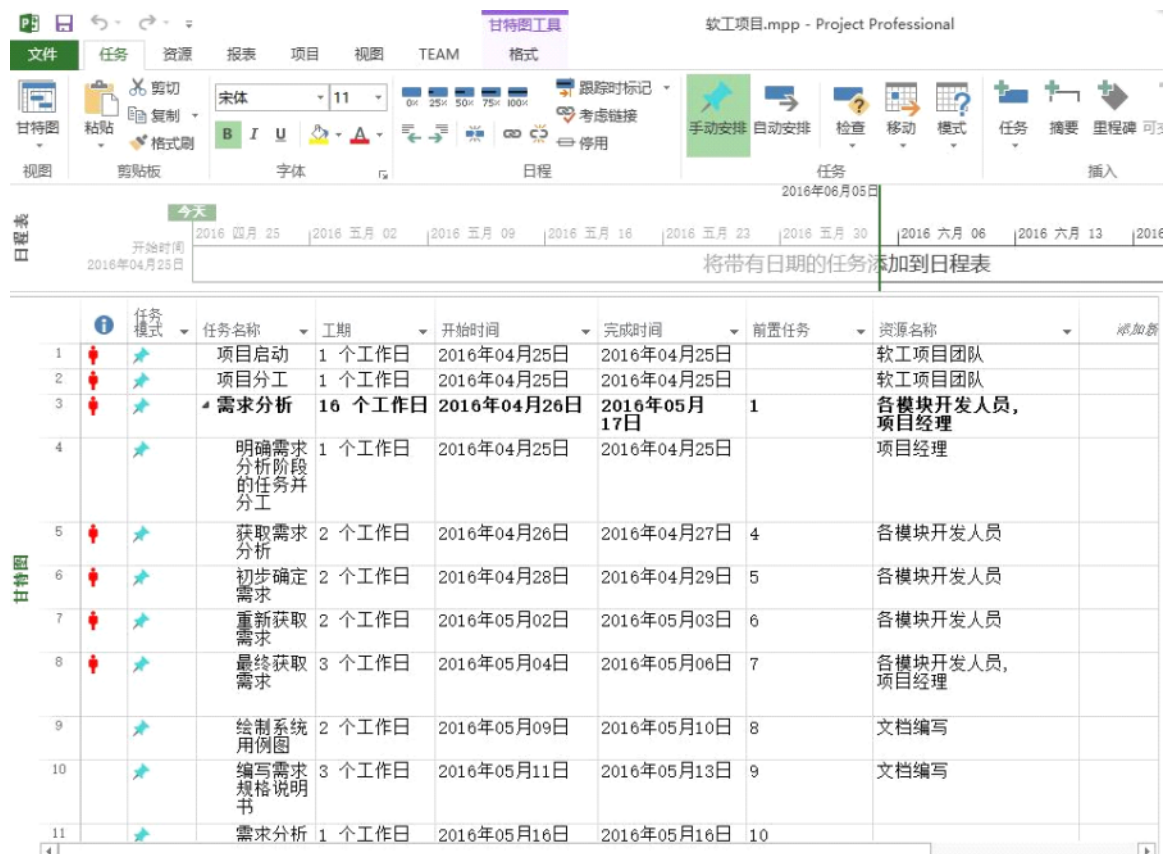 甘特图工具
软工项目.mpp - Project Professional
文件 任务 资源 报表 项目 视图 TEAM 格式
甘特图
视图
粘贴
剪切
复制
格式刷
剪贴板
宋体 11
B I U A
字体
0% 25% 50% 75% 100%
跟踪时标记
考虑链接
停用
日程
手动安排 自动安排 检查 移动 模式
任务
任务 摘要 里程碑
插入
日程表
今天
2016年06月05日
开始时间
2016年04月25日
2016 四月 25 2016 五月 02 2016 五月 09 2016 五月 16 2016 五月 23 2016 五月 30 2016 六月 06 2016 六月 13 2016
将带有日期的任务添加到日程表
甘特图
任务
模式 任务名称 工期 开始时间 完成时间 前置任务 资源名称 添加新
1 项目启动 1 个工作日 2016年04月25日 2016年04月25日 软工项目团队
2 项目分工 1 个工作日 2016年04月25日 2016年04月25日 软工项目团队
3 需求分析 16 个工作日 2016年04月26日 2016年05月 1 各模块开发人员,
17日 项目经理
4 明确需求 1 个工作日 2016年04月25日 2016年04月25日 项目经理
分析阶段
的任务并
分工
5 获取需求 2 个工作日 2016年04月26日 2016年04月27日 4 各模块开发人员
分析
6 初步确定 2 个工作日 2016年04月28日 2016年04月29日 5 各模块开发人员
需求
7 重新获取 2 个工作日 2016年05月02日 2016年05月03日 6 各模块开发人员
需求
8 最终获取 3 个工作日 2016年05月04日 2016年05月06日 7 各模块开发人员,
需求 项目经理
9 绘制系统 2 个工作日 2016年05月09日 2016年05月10日 8 文档编写
用例图
10 编写需求 3 个工作日 2016年05月11日 2016年05月13日 9 文档编写
规格说明
书
11 需求分析 1 个工作日 2016年05月16日 2016年05月16日 10